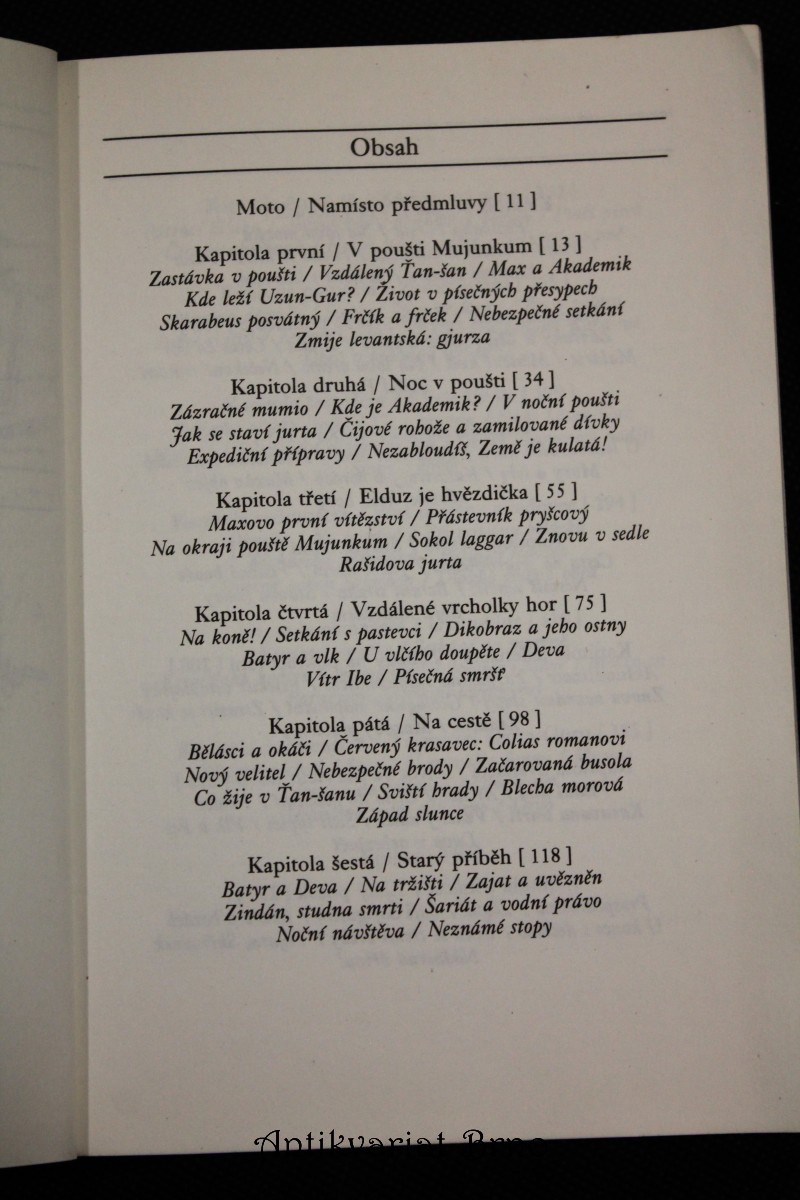 Obsah
Moto / Namísto předmluvy [ 11 ]
Kapitola první / V poušti Mujunkum [ 13 ]
Zastávka v poušti / Vzdálený Ťan-šan / Max a Akademik
Kde leží Uzun-Gur? / Život v písečných přesypech
Skarabeus posvátný / Frčík a frček / Nebezpečné setkání
Zmije levantská: gjurza
Kapitola druhá / Noc v poušti [ 34 ]
Zázračné mumio / Kde je Akademik? / V noční poušti
Jak se staví jurta / Čijové rohože a zamilované dívky
Expediční přípravy / Nezabloudíš, Země je kulatá!
Kapitola třetí / Elduz je hvězdička [ 55 ]
Maxovo první vítězství / Přástevník pryšcový
Na okraji pouště Mujunkum / Sokol laggar / Znovu v sedle
Rašidova jurta
Kapitola čtvrtá / Vzdálené vrcholky hor [ 75 ]
Na koně! / Setkání s pastevci / Dikobraz a jeho ostny
Batyr a vlk / U vlčího doupěte / Deva
Vítr Ibe / Písečná smršť
Kapitola pátá / Na cestě [ 98 ]
Bělásci a okáči / Červený krasavec: Colias romanovi
Nový velitel / Nebezpečné brody / Začarovaná busola
Co žije v Ťan-šanu / Sviští hrady / Blecha morová
Západ slunce
Kapitola šestá / Starý příběh [ 118 ]
Batyr a Deva / Na tržišti / Zajat a uvězněn
Zindán, studna smrti / Šariát a vodní právo
Noční návštěva / Neznámé stopy
Antikvariat Brno